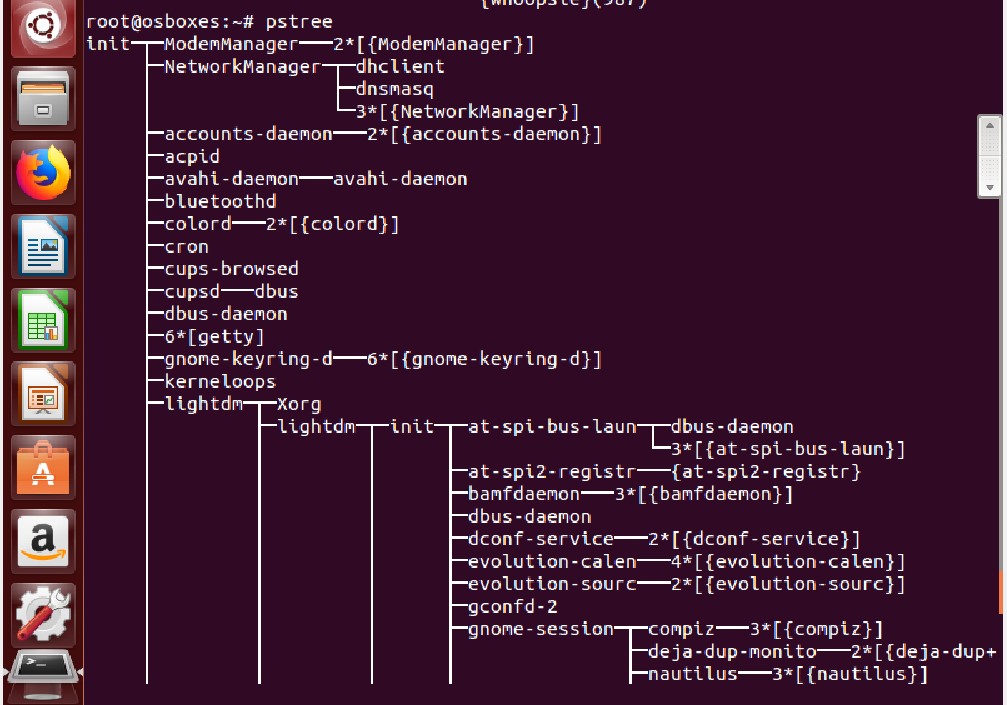 {whoopsie}(987)
root@osboxes:~# pstree
init─┬─ModemManager───2*[{ModemManager}]
     ├─NetworkManager─┬─dhclient
     │                ├─dnsmasq
     │                └─3*[{NetworkManager}]
     ├─accounts-daemon───2*[{accounts-daemon}]
     ├─acpid
     ├─avahi-daemon───avahi-daemon
     ├─bluetoothd
     ├─colord───2*[{colord}]
     ├─cron
     ├─cups-browsed
     ├─cupsd───dbus
     ├─dbus-daemon
     ├─6*[getty]
     ├─gnome-keyring-d───6*[{gnome-keyring-d}]
     ├─kerneloops
     ├─lightdm─┬─Xorg
     │         ├─lightdm─┬─init─┬─at-spi-bus-laun─┬─dbus-daemon
     │         │         │      │                 └─3*[{at-spi-bus-laun}]
     │         │         │      ├─at-spi2-registr───{at-spi2-registr}
     │         │         │      ├─bamfdaemon───3*[{bamfdaemon}]
     │         │         │      ├─dbus-daemon
     │         │         │      ├─dconf-service───2*[{dconf-service}]
     │         │         │      ├─evolution-calen───4*[{evolution-calen}]
     │         │         │      ├─evolution-sourc───2*[{evolution-sourc}]
     │         │         │      ├─gconfd-2
     │         │         │      ├─gnome-session─┬─compiz───3*[{compiz}]
     │         │         │      │               ├─deja-dup-monito───2*[{deja-dup+
     │         │         │      │               ├─nautilus───3*[{nautilus}]